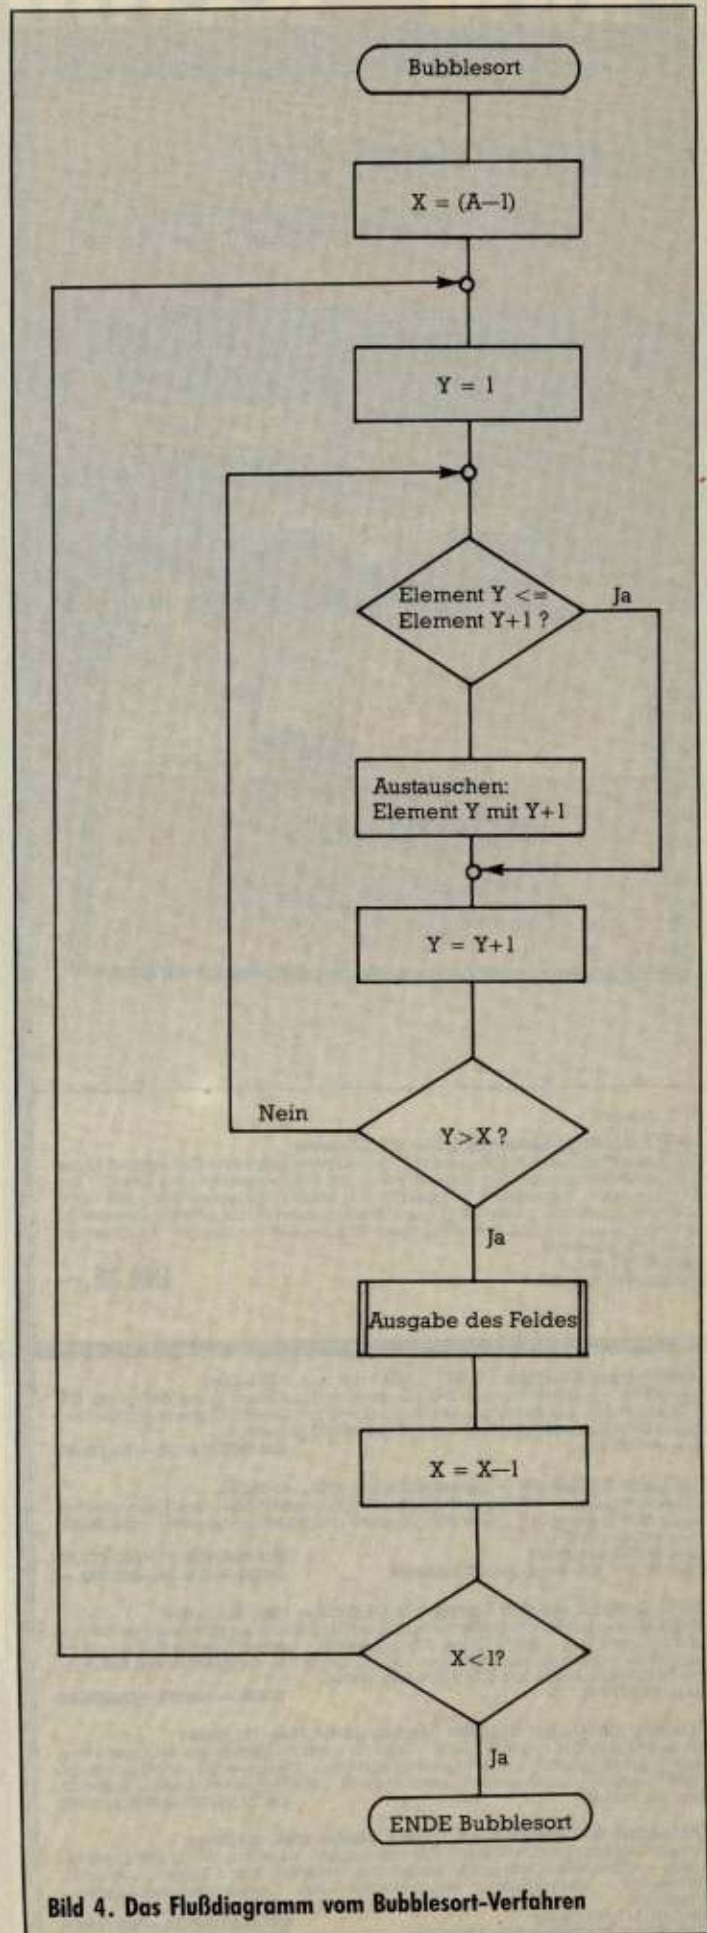 Bubblesort
X = (A—1)
Y = 1
Element Y <=
Element Y+1 ?
Ja
Austauschen:
Element Y mit Y+1
Y = Y+1
Nein
Y>X ?
Ja
Ausgabe des Feldes
X = X—1
X<1?
Ja
ENDE Bubblesort
Bild 4. Das Flußdiagramm vom Bubblesort-Verfahren